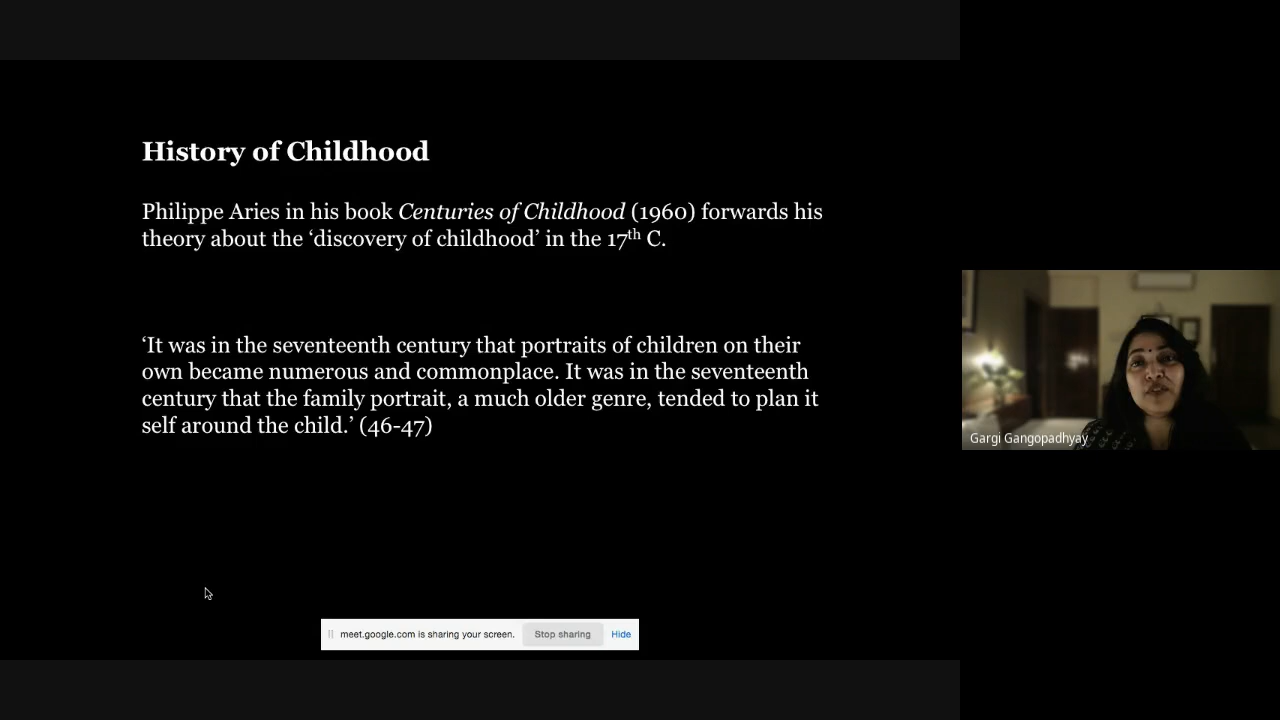 History of Childhood
Philippe Aries in his book Centuries of Childhood (1960) forwards his
theory about the ‘discovery of childhood’ in the 17th C.
‘It was in the seventeenth century that portraits of children on their
own became numerous and commonplace. It was in the seventeenth
century that the family portrait, a much older genre, tended to plan it
self around the child.’ (46-47)
Gargi Gangopadhyay
meet.google.com is sharing your screen. Stop sharing Hide